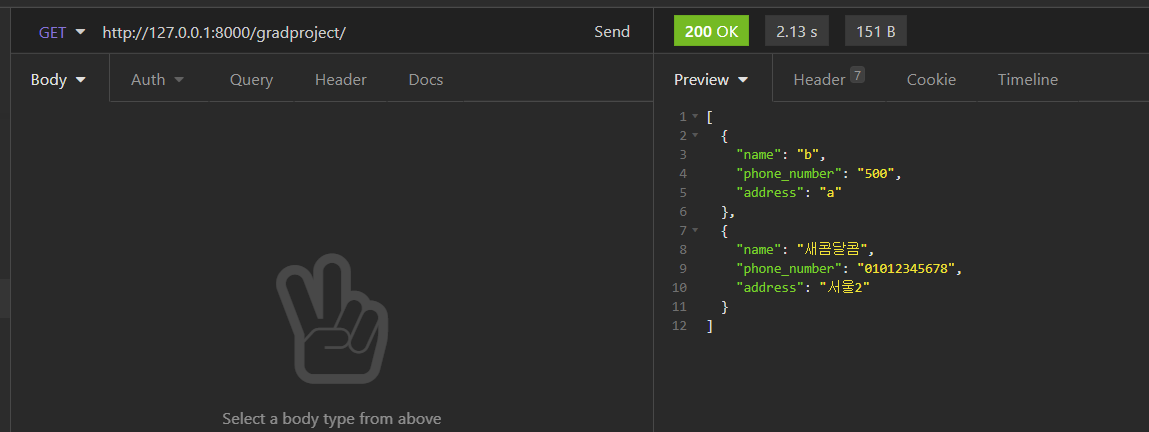 GET http://127.0.0.1:8000/gradproject/ Send
200 OK 2.13 s 151 B
Body Auth Query Header Docs
Preview Header 7 Cookie Timeline
1 [
2 {
3 "name": "b",
4 "phone_number": "500",
5 "address": "a"
6 },
7 {
8 "name": "새콤달콤",
9 "phone_number": "01012345678",
10 "address": "서울2"
11 }
12 ]
Select a body type from above